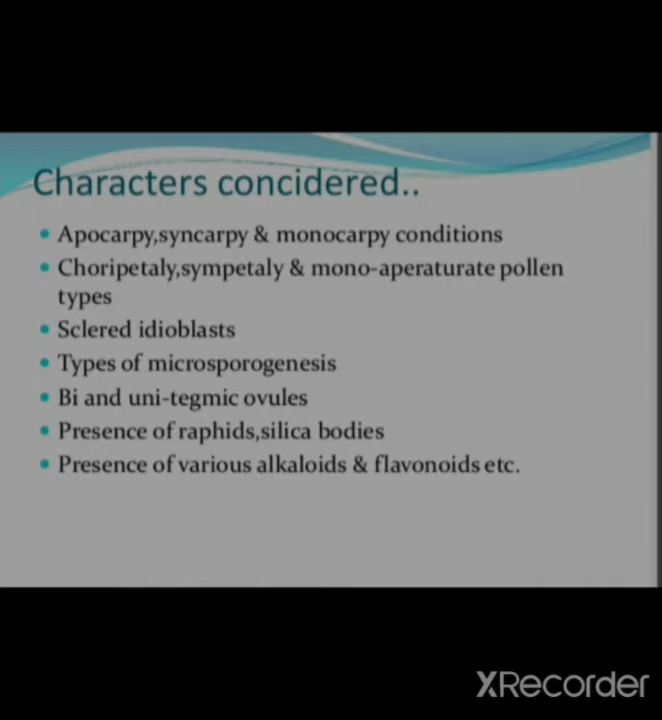 Characters concidered..
• Apocarpy,syncarpy & monocarpy conditions
• Choripetaly,sympetaly & mono-aperaturate pollen
types
• Sclered idioblasts
• Types of microsporogenesis
• Bi and uni-tegmic ovules
• Presence of raphids,silica bodies
• Presence of various alkaloids & flavonoids etc.
XRecorder